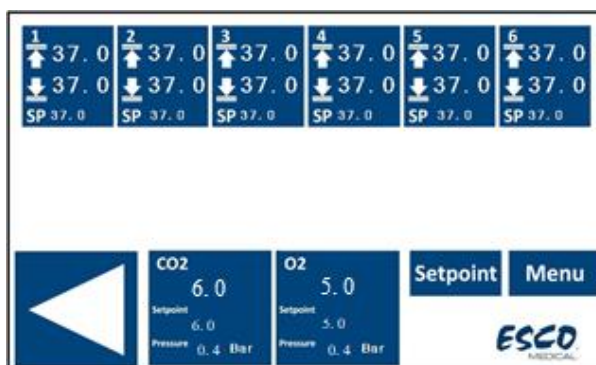 1 2 3 4 5 6
37.0 37.0 37.0 37.0 37.0 37.0
37.0 37.0 37.0 37.0 37.0 37.0
SP 37.0 SP 37.0 SP 37.0 SP 37.0 SP 37.0 SP 37.0
CO2
6.0
Setpoint
6.0
Pressure 0.4 Bar
O2
5.0
Setpoint
5.0
Pressure 0.4 Bar
Setpoint
Menu
ESCO
MEDICAL